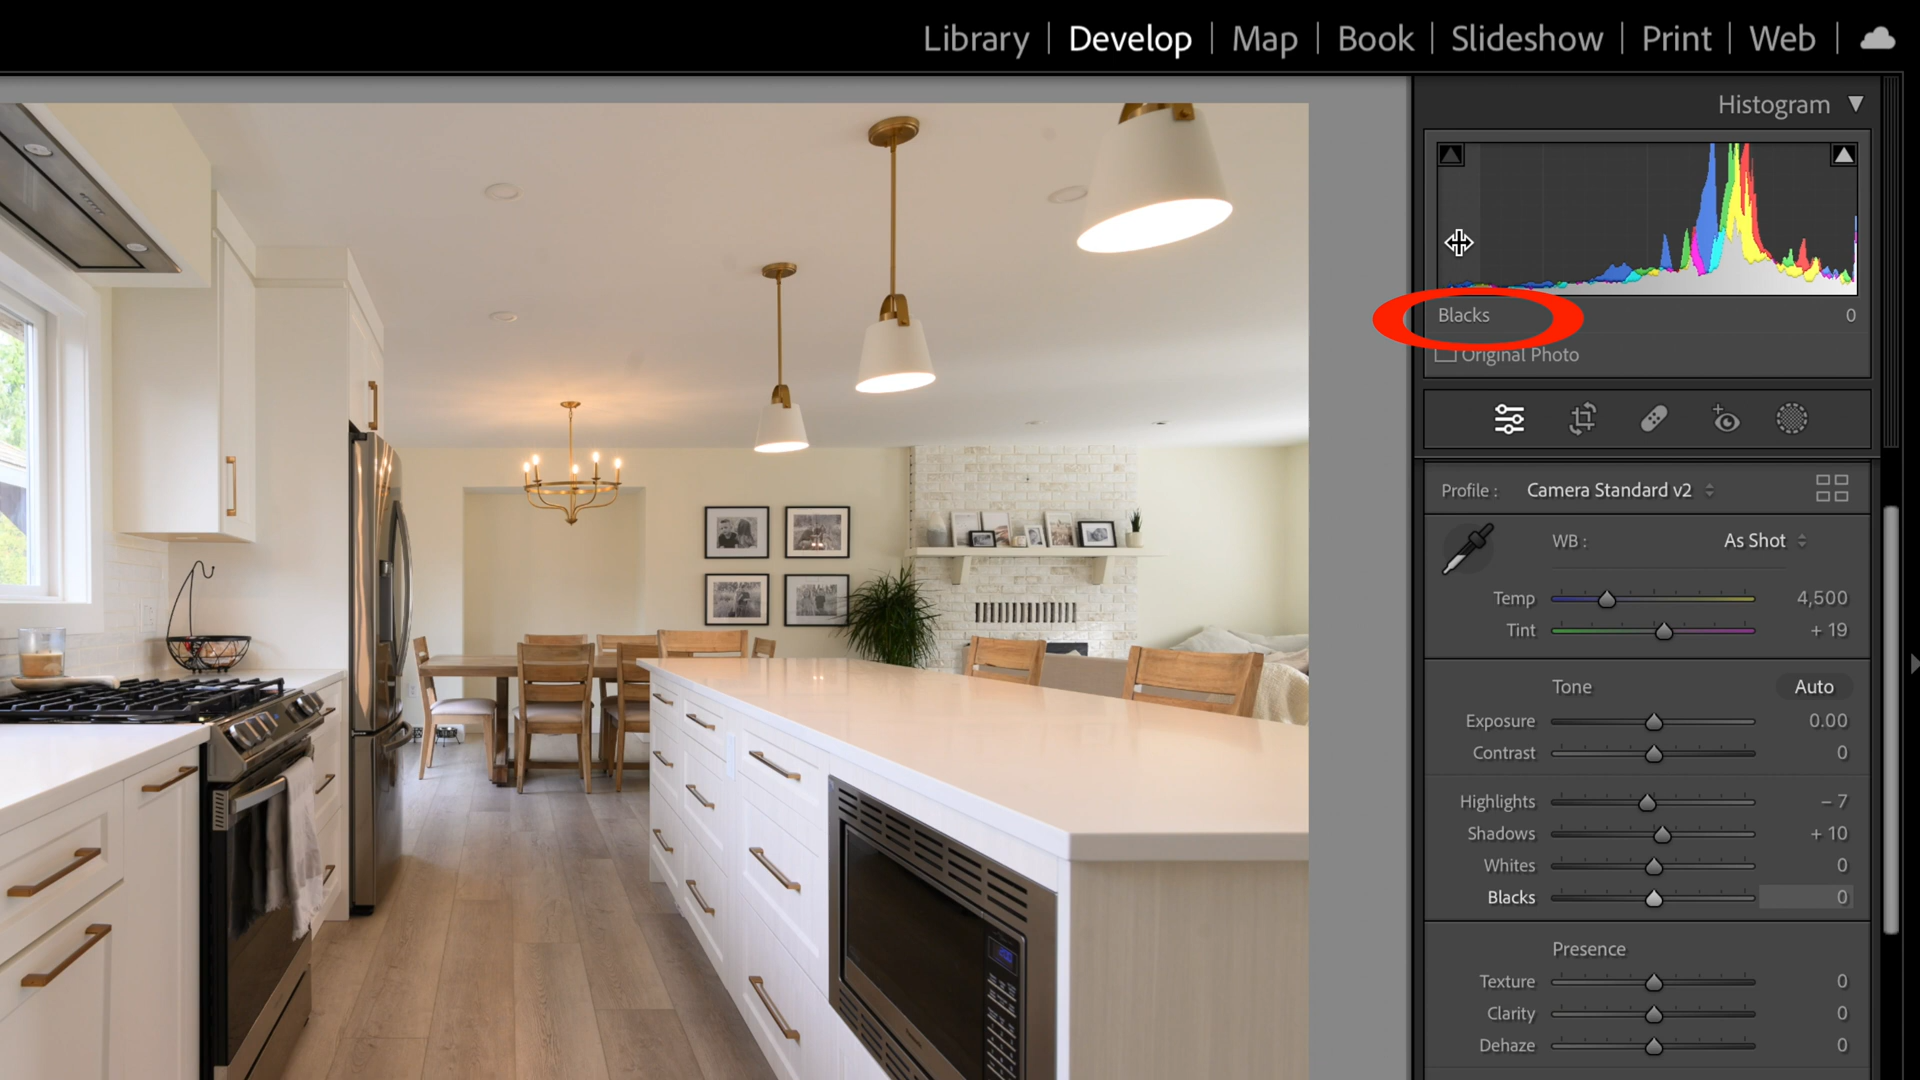 Library | Develop | Map | Book | Slideshow | Print | Web |
Histogram
Blacks 0
Original Photo
Profile : Camera Standard v2
WB : As Shot
Temp 4,500
Tint + 19
Tone Auto
Exposure 0.00
Contrast 0
Highlights – 7
Shadows + 10
Whites 0
Blacks 0
Presence
Texture 0
Clarity 0
Dehaze 0